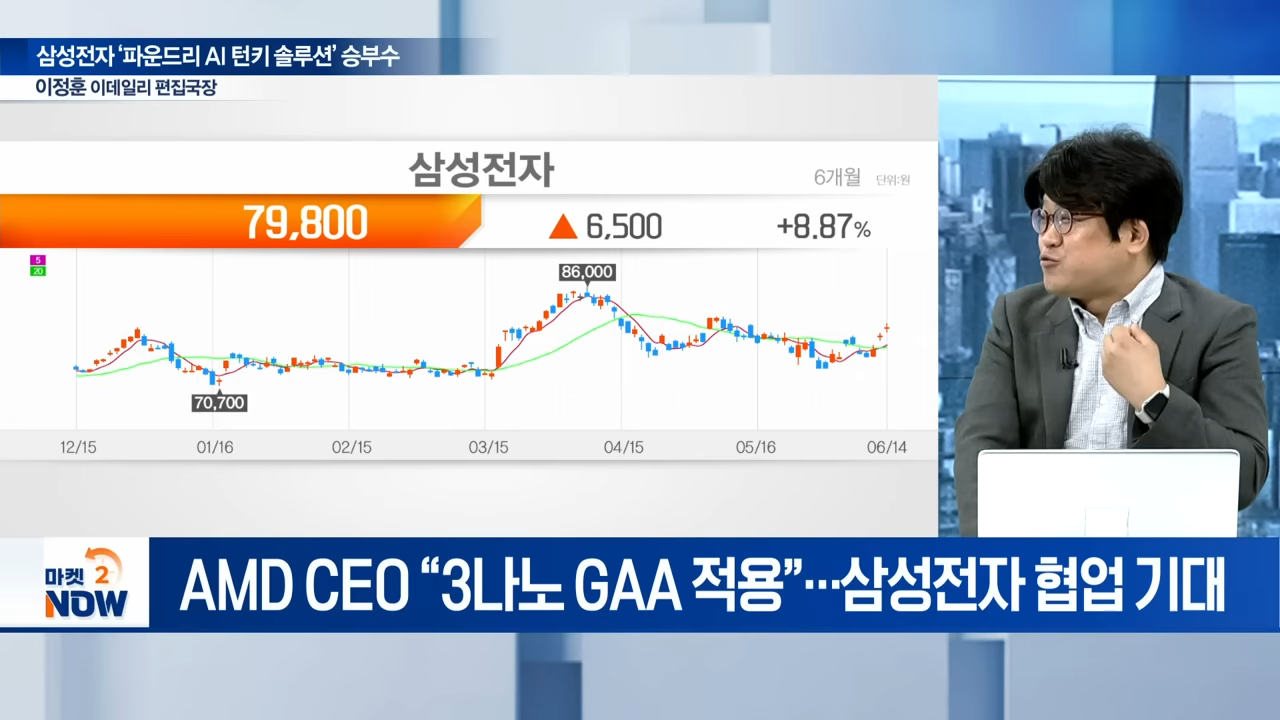 삼성전자 ‘파운드리 AI 턴키 솔루션’ 승부수
이정훈 이데일리 편집국장
삼성전자
6개월 단위:원
79,800 ▲ 6,500 +8.87%
5
20
86,000
70,700
12/15 01/16 02/15 03/15 04/15 05/16 06/14
마켓 2
NOW
AMD CEO “3나노 GAA 적용”…삼성전자 협업 기대